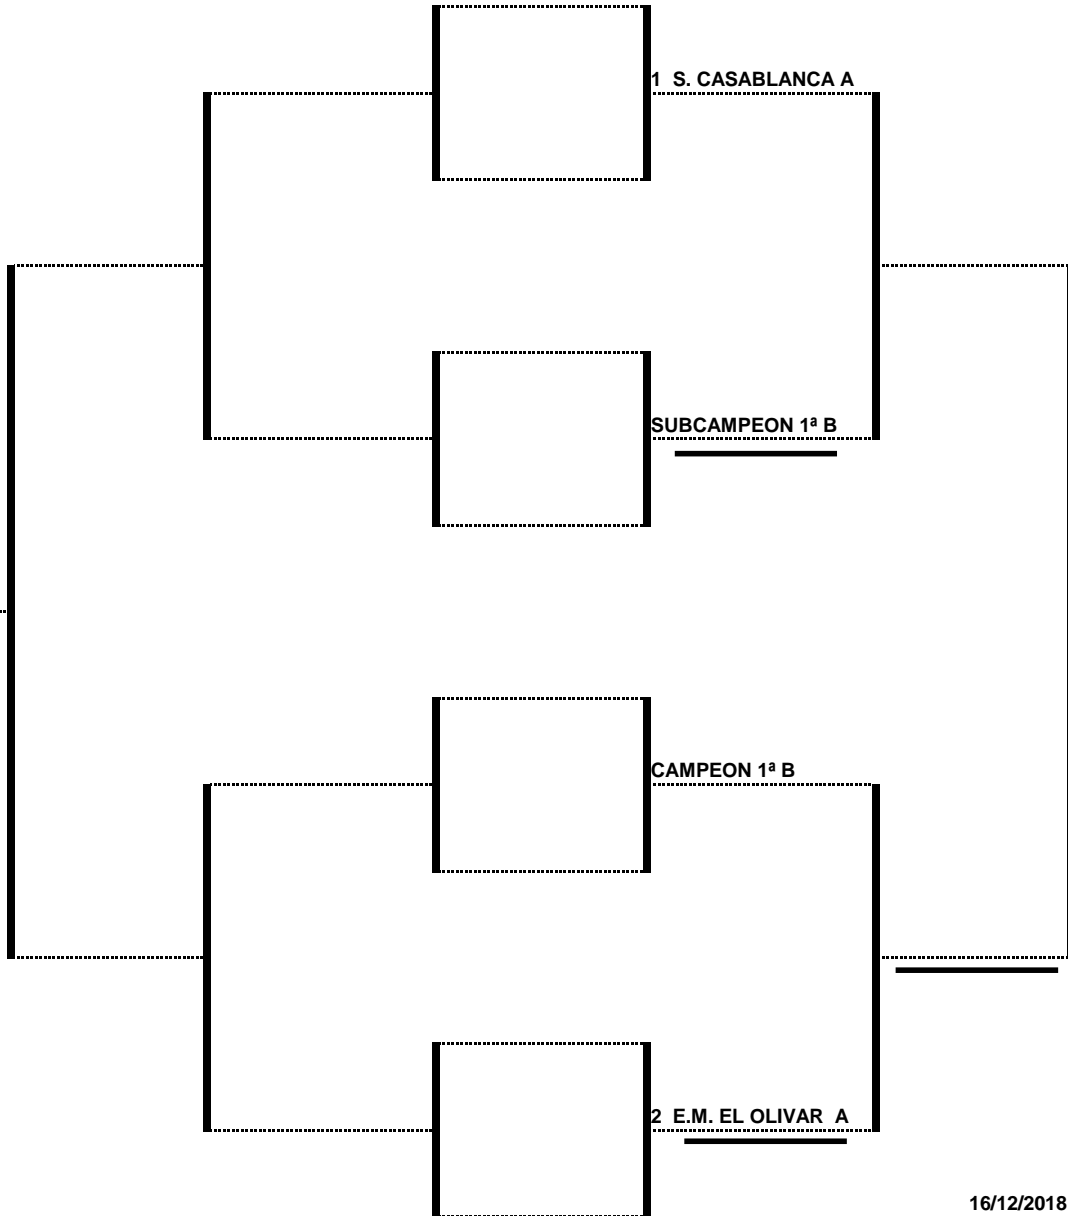 1 S. CASABLANCA A
SUBCAMPEON 1ª B
CAMPEON 1ª B
2 E.M. EL OLIVAR A
16/12/2018